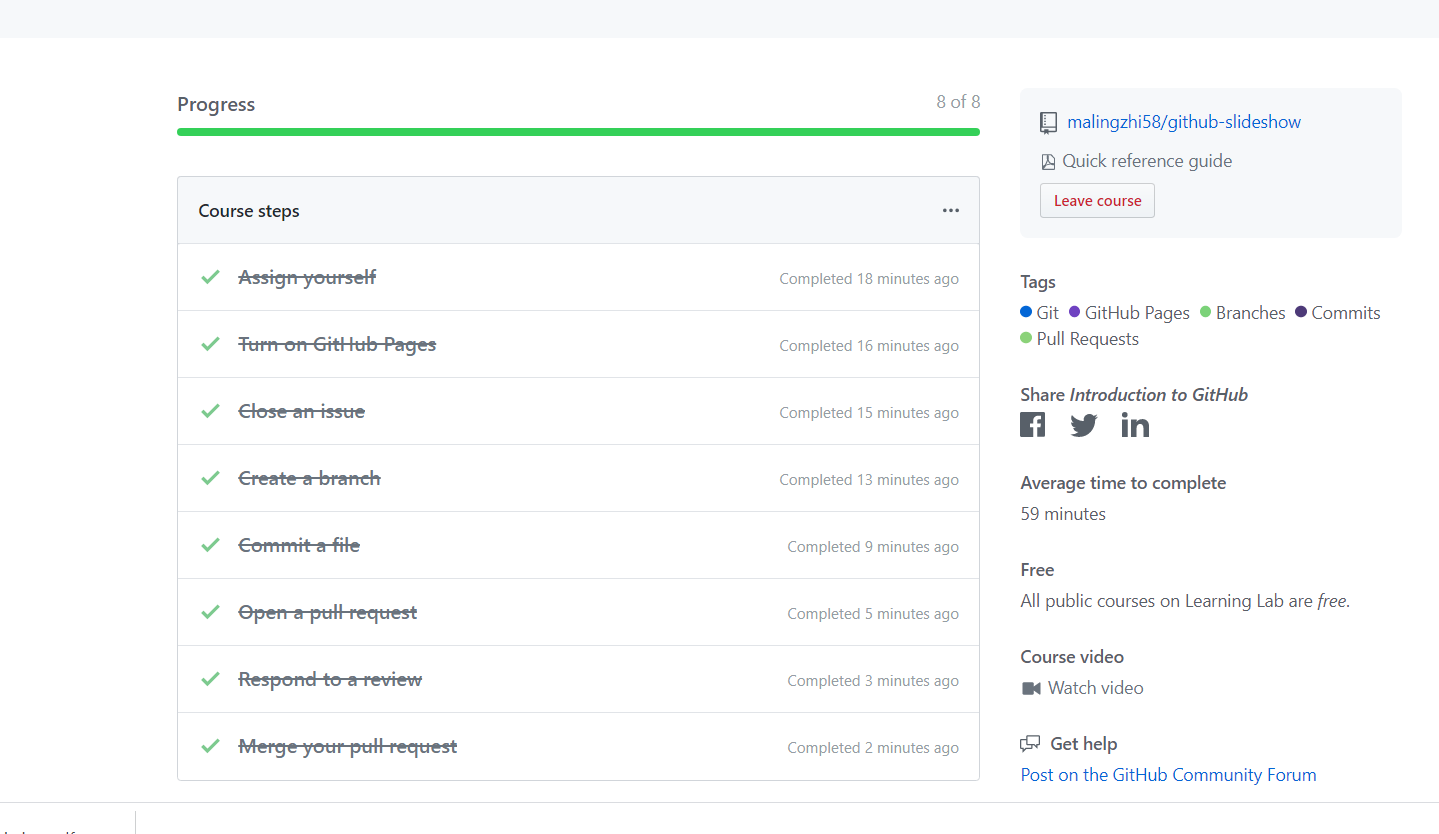 Progress
8 of 8
Course steps
Assign yourself
Completed 18 minutes ago
Turn on GitHub Pages
Completed 16 minutes ago
Close an issue
Completed 15 minutes ago
Create a branch
Completed 13 minutes ago
Commit a file
Completed 9 minutes ago
Open a pull request
Completed 5 minutes ago
Respond to a review
Completed 3 minutes ago
Merge your pull request
Completed 2 minutes ago
malingzhi58/github-slideshow
Quick reference guide
Leave course
Tags
Git GitHub Pages Branches Commits
Pull Requests
Share Introduction to GitHub
Average time to complete
59 minutes
Free
All public courses on Learning Lab are free.
Course video
Watch video
Get help
Post on the GitHub Community Forum